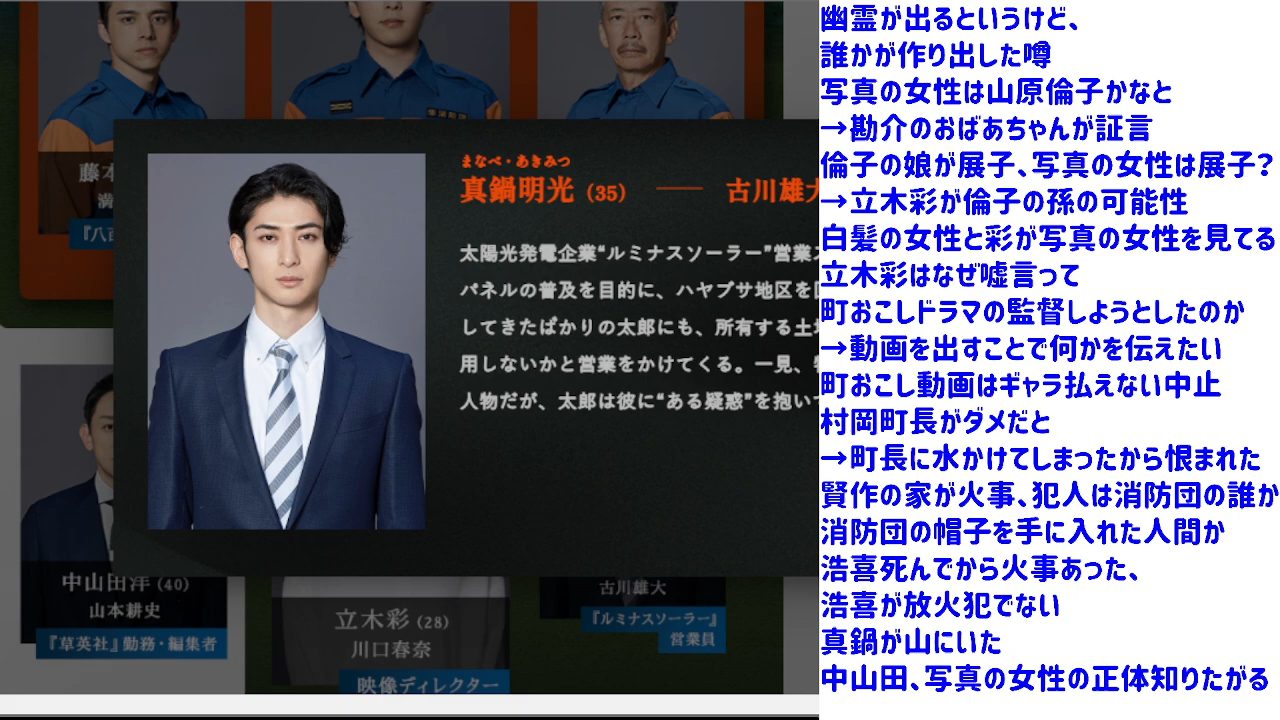 藤本
『八百
まなべ・あきみつ
真鍋明光(35) ―― 古川雄大
太陽光発電企業“ルミナスソーラー”営業
パネルの普及を目的に、ハヤブサ地区を
してきたばかりの太郎にも、所有する土
用しないかと営業をかけてくる。一見、
人物だが、太郎は彼に“ある疑惑”を抱い
中山田洋(40)
山本耕史
『草英社』勤務・編集者
立木彩(28)
川口春奈
映像ディレクター
古川雄大
『ルミナスソーラー』
営業員
幽霊が出るというけど、
誰かが作り出した噂
写真の女性は山原倫子かなと
→勘介のおばあちゃんが証言
倫子の娘が展子、写真の女性は展子?
→立木彩が倫子の孫の可能性
白髪の女性と彩が写真の女性を見てる
立木彩はなぜ嘘言って
町おこしドラマの監督しようとしたのか
→動画を出すことで何かを伝えたい
町おこし動画はギャラ払えない中止
村岡町長がダメだと
→町長に水かけてしまったから恨まれた
賢作の家が火事、犯人は消防団の誰か
消防団の帽子を手に入れた人間か
浩喜死んでから火事あった、
浩喜が放火犯でない
真鍋が山にいた
中山田、写真の女性の正体知りたがる